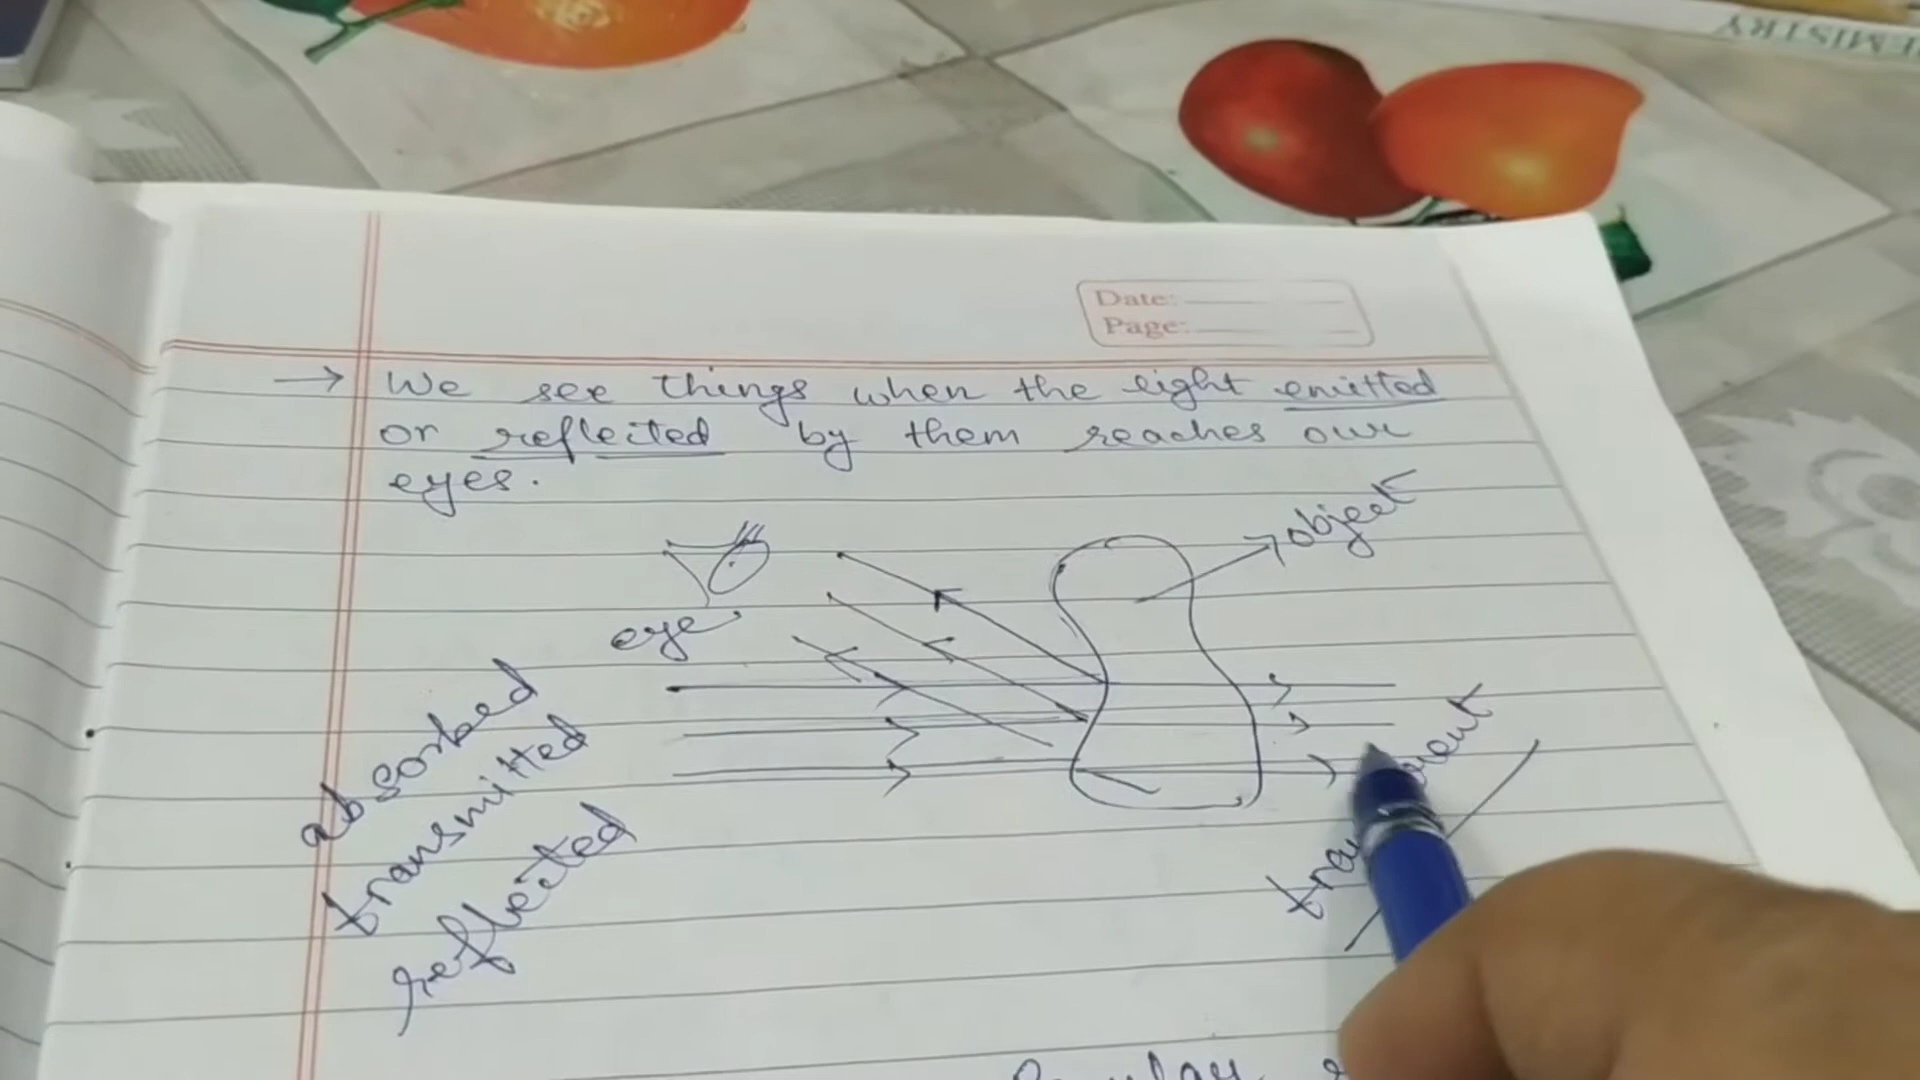 Date:
Page:
→ We see things when the light emitted
or reflected by them reaches our
eyes.
object
eye
absorbed
transmitted
reflected